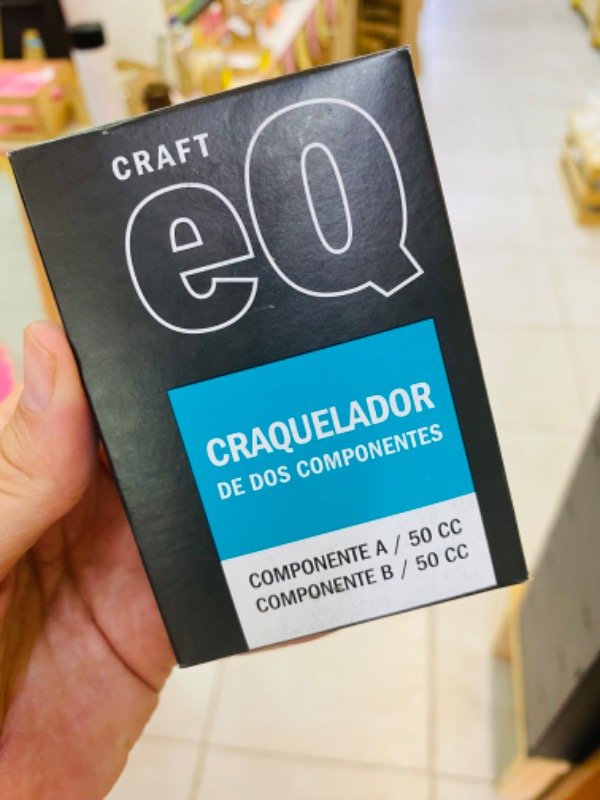 CRAFT
eQ
CRAQUELADOR
DE DOS COMPONENTES
COMPONENTE A / 50 CC
COMPONENTE B / 50 CC